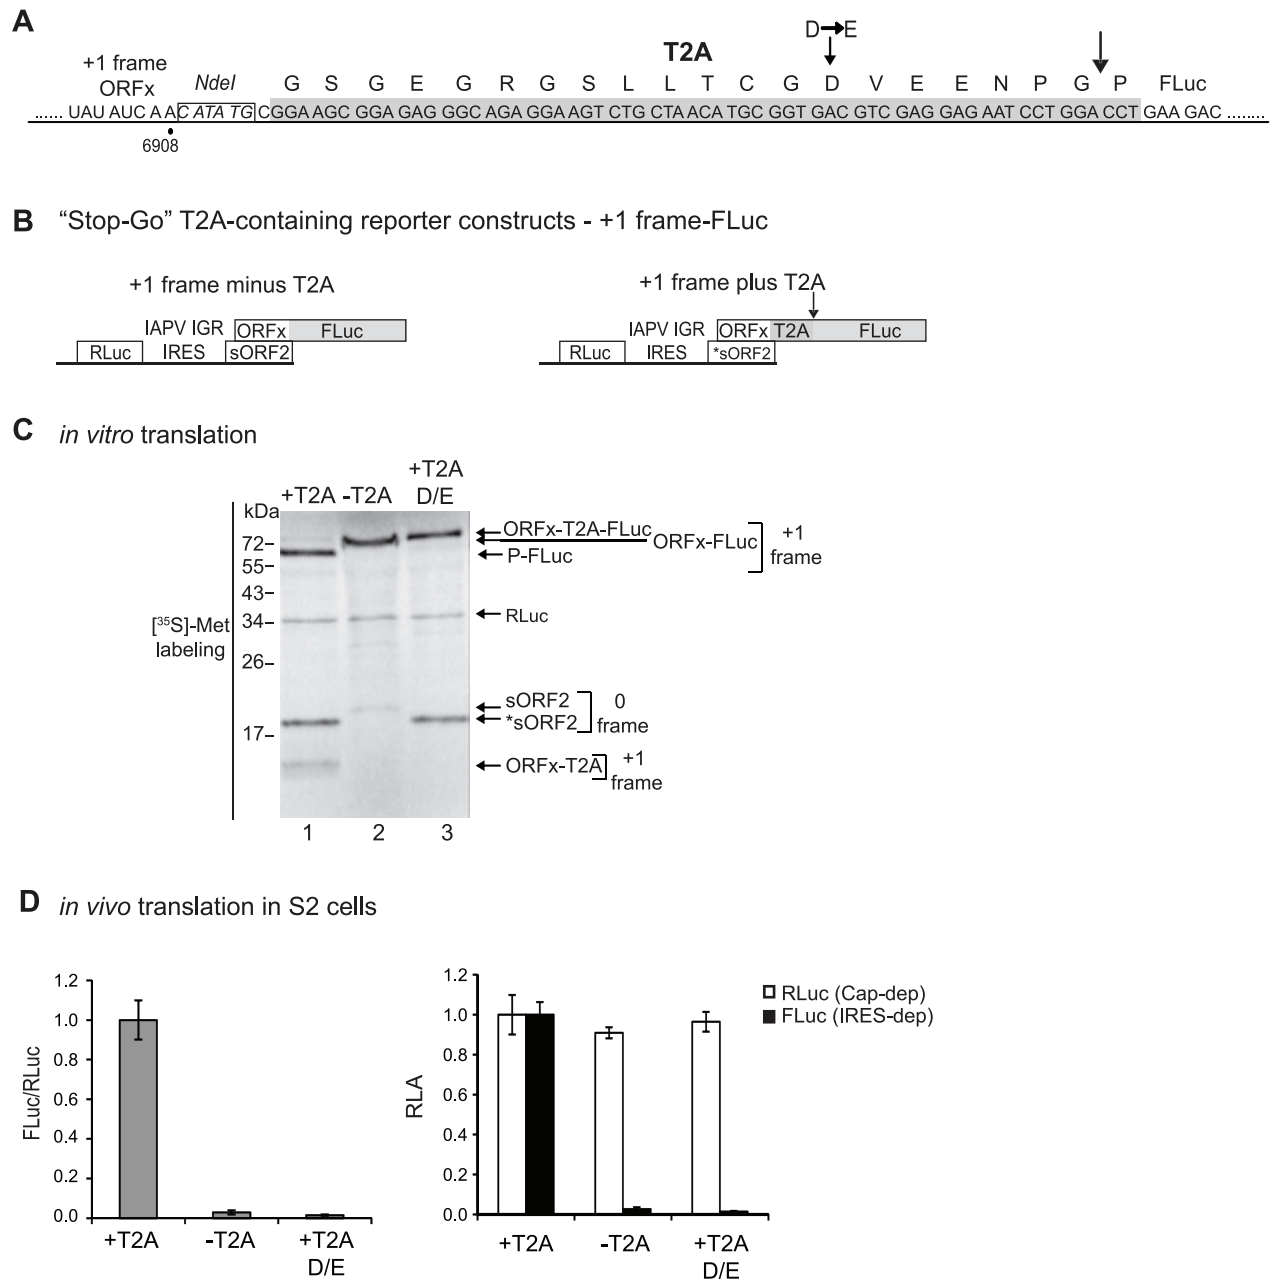 A
D→E
T2A
+1 frame
ORFx
NdeI
G S G E G R G S L L T C G D V E E N P G P FLuc
...... UAU AUC A AC ATA TG C GGA AGC GGA GAG GGC AGA GGA AGT CTG CTA ACA TGC GGT GAC GTC GAG GAG AAT CCT GGA CCT GAA GAC ........
6908
B “Stop-Go” T2A-containing reporter constructs - +1 frame-FLuc
+1 frame minus T2A
IAPV IGR
ORFx FLuc
RLuc IRES sORF2
+1 frame plus T2A
IAPV IGR
ORFx T2A FLuc
RLuc IRES *sORF2
C in vitro translation
+T2A -T2A +T2A
D/E
kDa
72–
55–
43–
34–
26–
17–
[35S]-Met
labeling
ORFx-T2A-FLuc
ORFx-FLuc
+1
frame
P-FLuc
RLuc
sORF2
*sORF2
0
frame
ORFx-T2A
+1
frame
1 2 3
D in vivo translation in S2 cells
FLuc/RLuc
1.2
1.0
0.8
0.6
0.4
0.2
0.0
+T2A -T2A +T2A
D/E
RLA
1.2
1.0
0.8
0.6
0.4
0.2
0.0
+T2A -T2A +T2A
D/E
RLuc (Cap-dep)
FLuc (IRES-dep)